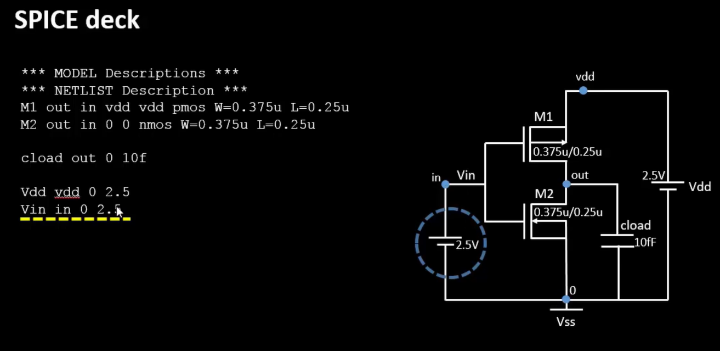 SPICE deck
*** MODEL Descriptions ***
*** NETLIST Description ***
M1 out in vdd vdd pmos W=0.375u L=0.25u
M2 out in 0 0 nmos W=0.375u L=0.25u
cload out 0 10f
Vdd vdd 0 2.5
Vin in 0 2.5
vdd
M1
0.375u/0.25u
in
Vin
out
2.5V
Vdd
M2
0.375u/0.25u
cload
10fF
2.5V
0
Vss